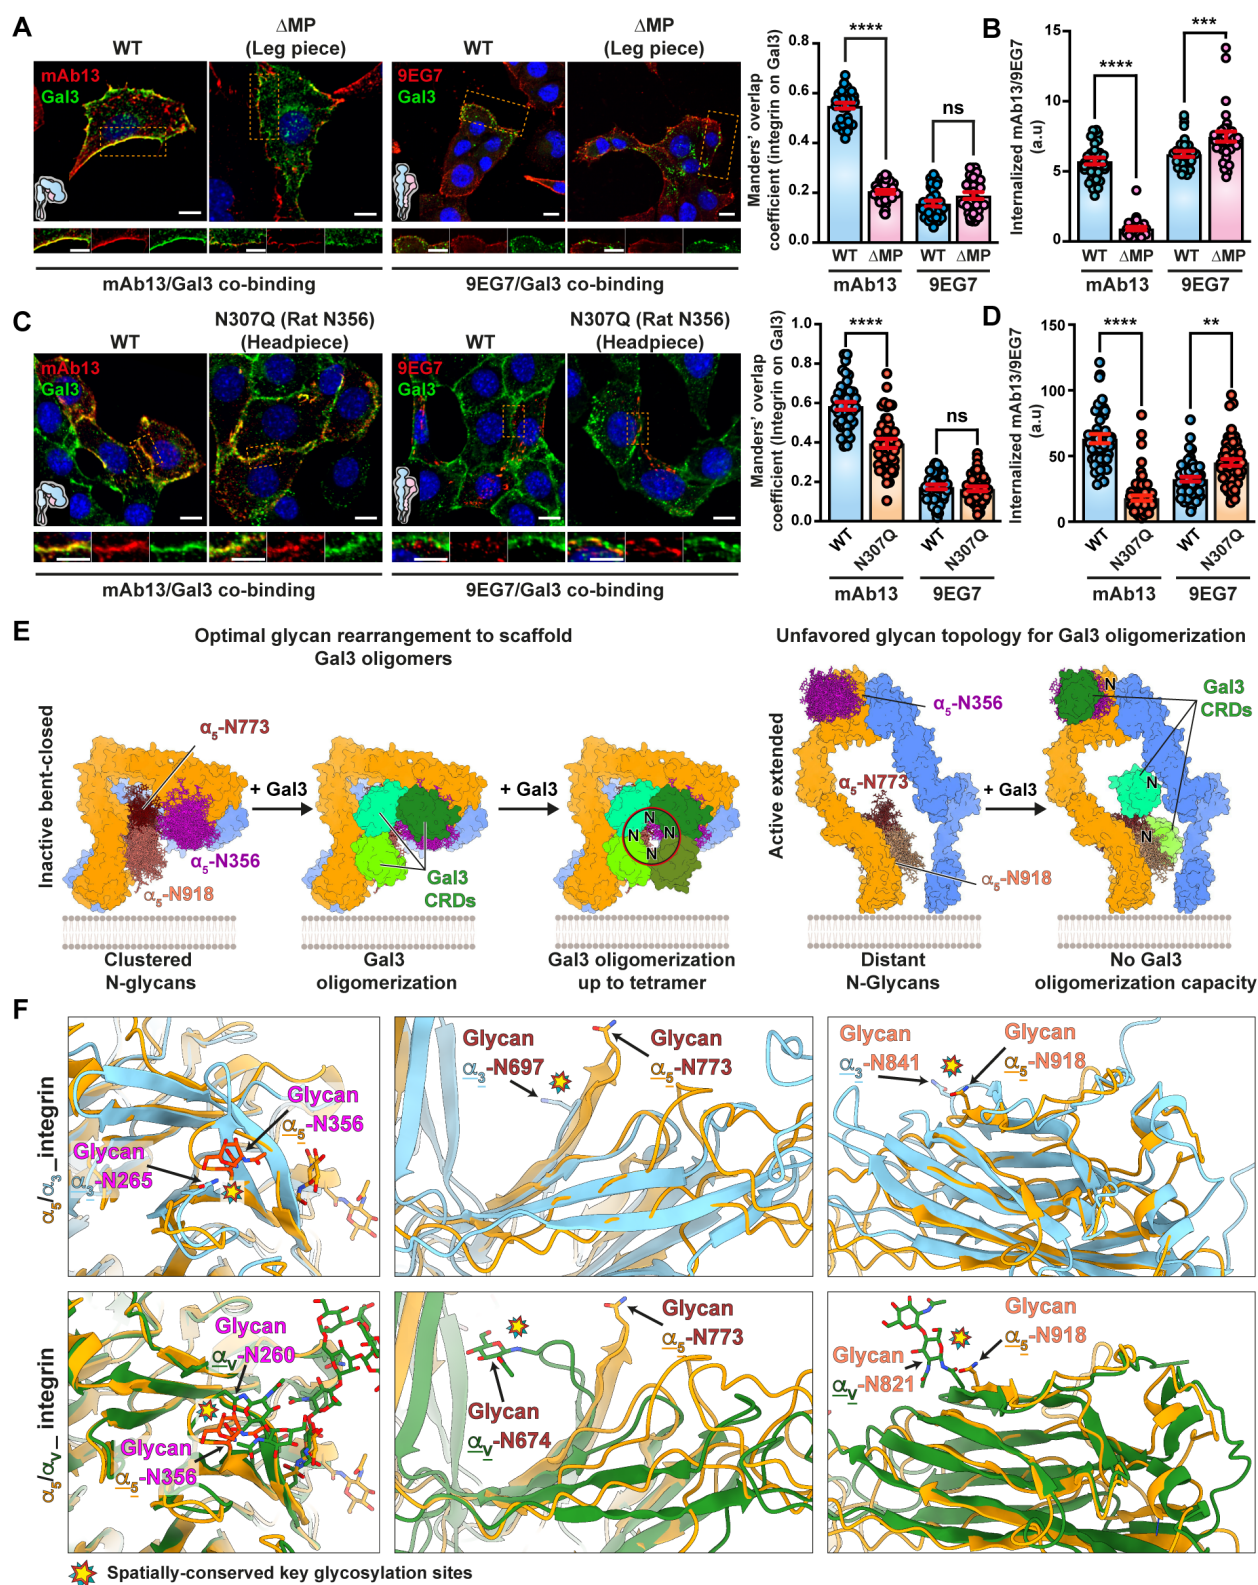 A
WT
ΔMP
(Leg piece)
mAb13
Gal3
WT
ΔMP
(Leg piece)
9EG7
Gal3
mAb13/Gal3 co-binding
9EG7/Gal3 co-binding
Manders' overlap
coefficient (integrin on Gal3)
0.8
0.6
0.4
0.2
0.0
****
ns
WT ΔMP WT ΔMP
mAb13 9EG7
B
Internalized mAb13/9EG7
(a.u)
15
10
5
0
****
***
WT ΔMP WT ΔMP
mAb13 9EG7
C
WT
N307Q (Rat N356)
(Headpiece)
mAb13
Gal3
WT
N307Q (Rat N356)
(Headpiece)
9EG7
Gal3
mAb13/Gal3 co-binding
9EG7/Gal3 co-binding
Manders' overlap
coefficient (Integrin on Gal3)
1.0
0.8
0.6
0.4
0.2
0.0
****
ns
WT N307Q WT N307Q
mAb13 9EG7
D
Internalized mAb13/9EG7
(a.u)
150
100
50
0
****
**
WT N307Q WT N307Q
mAb13 9EG7
E
Optimal glycan rearrangement to scaffold
Gal3 oligomers
Unfavored glycan topology for Gal3 oligomerization
Inactive bent-closed
α5-N773
α5-N356
α5-N918
+ Gal3
Gal3
CRDs
+ Gal3
N
N N
N
Active extended
α5-N356
α5-N773
α5-N918
+ Gal3
N
N
N
Gal3
CRDs
Clustered
N-glycans
Gal3
oligomerization
Gal3 oligomerization
up to tetramer
Distant
N-Glycans
No Gal3
oligomerization capacity
F
α5/α3_integrin
Glycan
α5-N356
Glycan
α3-N265
Glycan
α3-N697
Glycan
α5-N773
Glycan
α3-N841
Glycan
α5-N918
α5/αV_integrin
Glycan
αV-N260
Glycan
α5-N356
Glycan
α5-N773
Glycan
αV-N674
Glycan
α5-N918
Glycan
αV-N821
Spatially-conserved key glycosylation sites